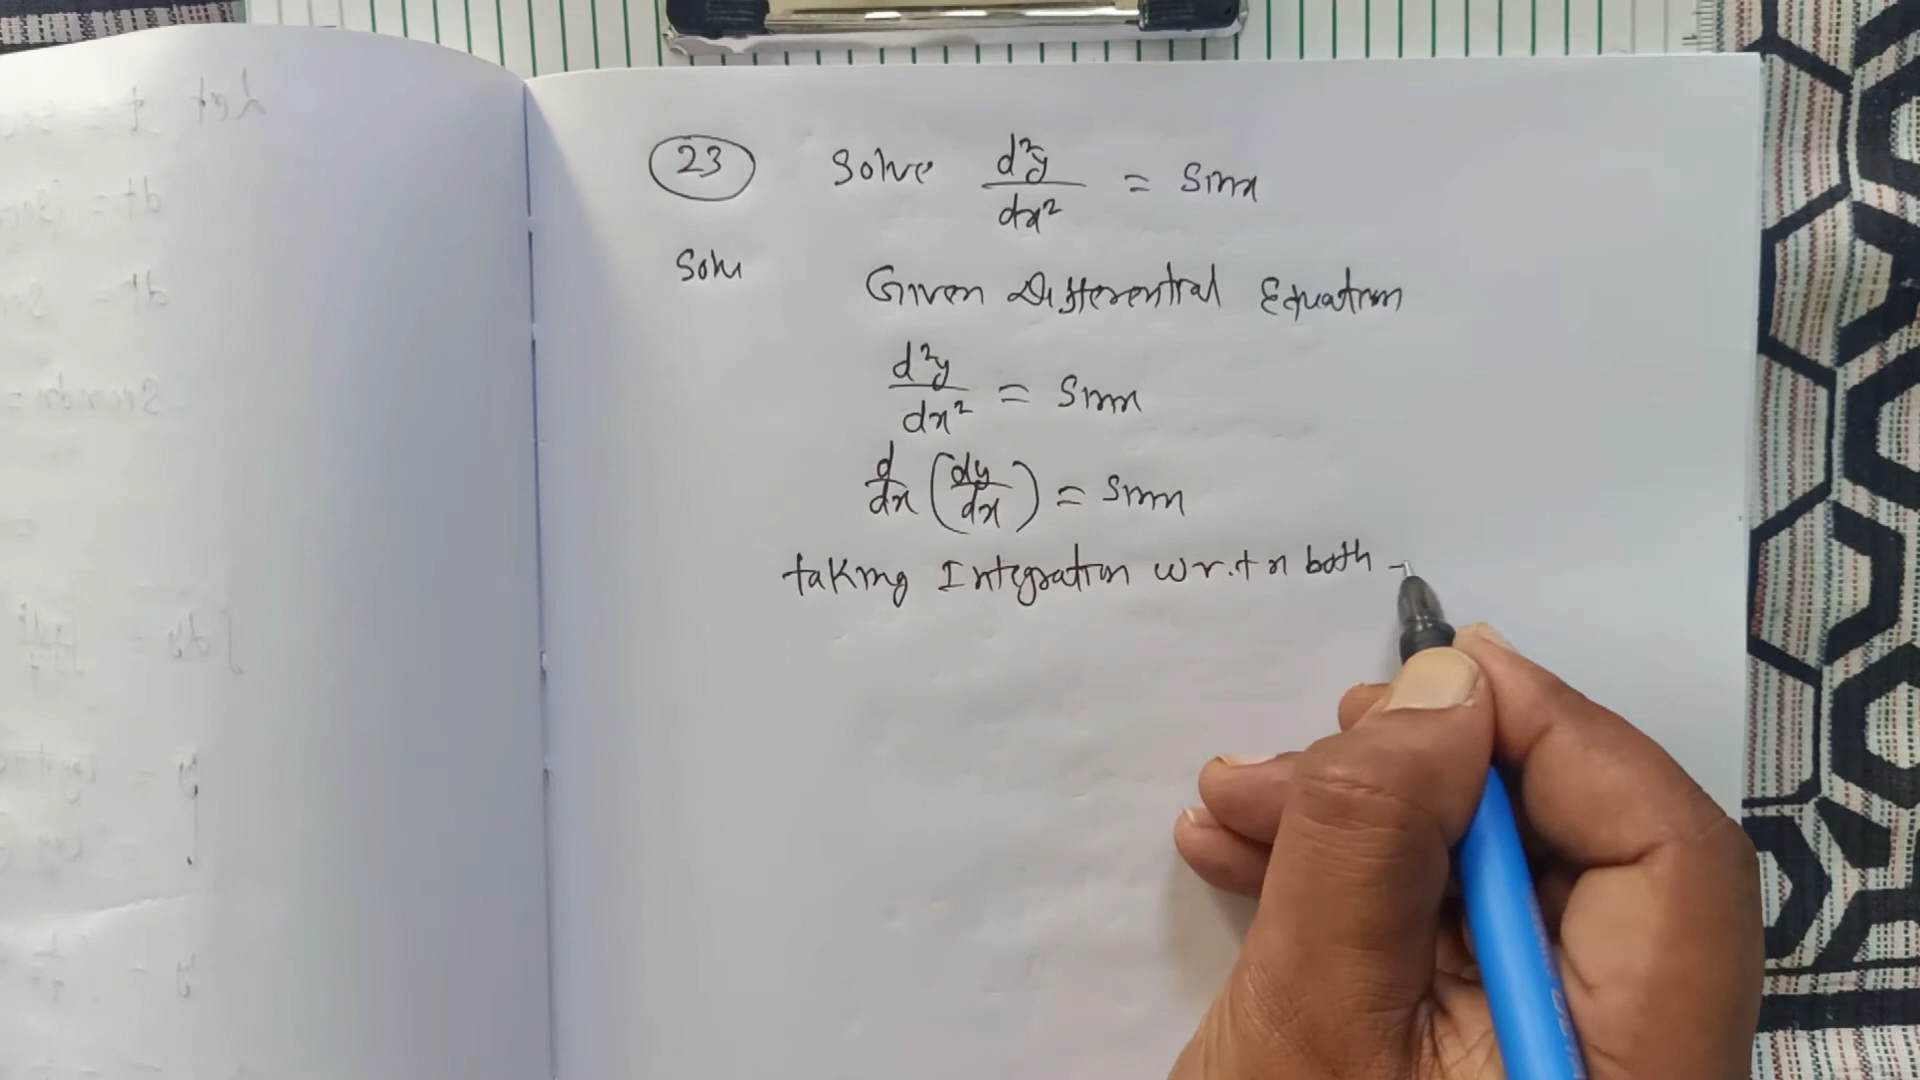 23 Solve d²y/dx² = Sinx
Soln
Given Differential Equation
d²y/dx² = Sinx
d/dx (dy/dx) = Sinx
taking Integration w.r.t x both